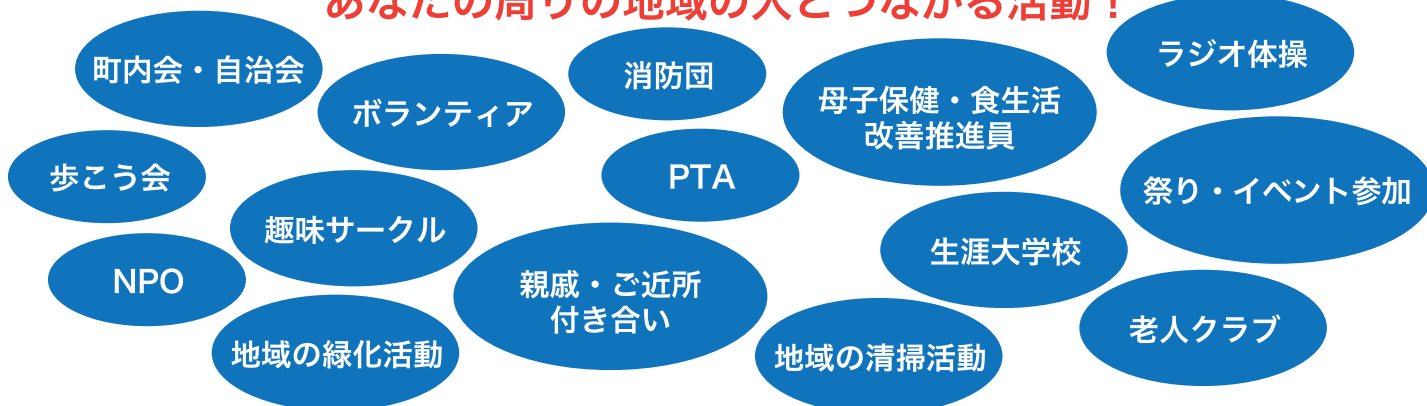 あなたの周りの地域の人とつながる活動！
町内会・自治会
ボランティア
消防団
母子保健・食生活
改善推進員
ラジオ体操
歩こう会
趣味サークル
PTA
祭り・イベント参加
NPO
親戚・ご近所
付き合い
生涯大学校
地域の緑化活動
地域の清掃活動
老人クラブ